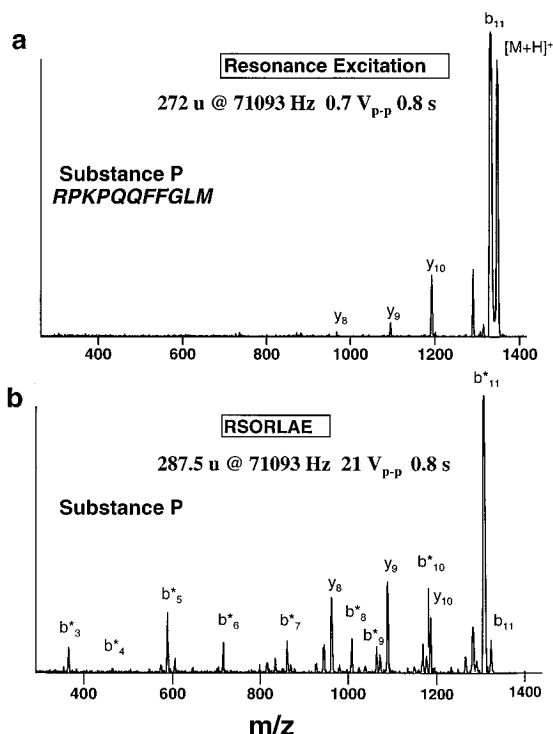 a
b₁₁
[M+H]⁺
Resonance Excitation
272 u @ 71093 Hz 0.7 Vₚ₋ₚ 0.8 s
Substance P
RPKPQQFFGLM
y₈
y₉
y₁₀
400 600 800 1000 1200 1400
b
b*₁₁
RSORLAE
287.5 u @ 71093 Hz 21 Vₚ₋ₚ 0.8 s
Substance P
b*₃
b*₄
b*₅
b*₆
b*₇
y₈
b*₈
b*₉
y₉
b*₁₀
y₁₀
b₁₁
400 600 800 1000 1200 1400
m/z